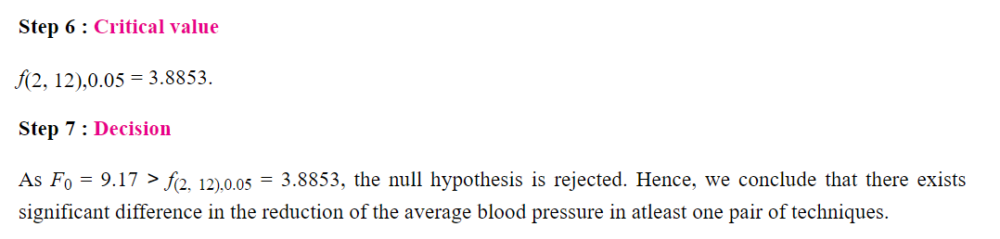 Step 6 : Critical value
f(2, 12),0.05 = 3.8853.
Step 7 : Decision
As F0 = 9.17 > f(2, 12),0.05 = 3.8853, the null hypothesis is rejected. Hence, we conclude that there exists
significant difference in the reduction of the average blood pressure in atleast one pair of techniques.